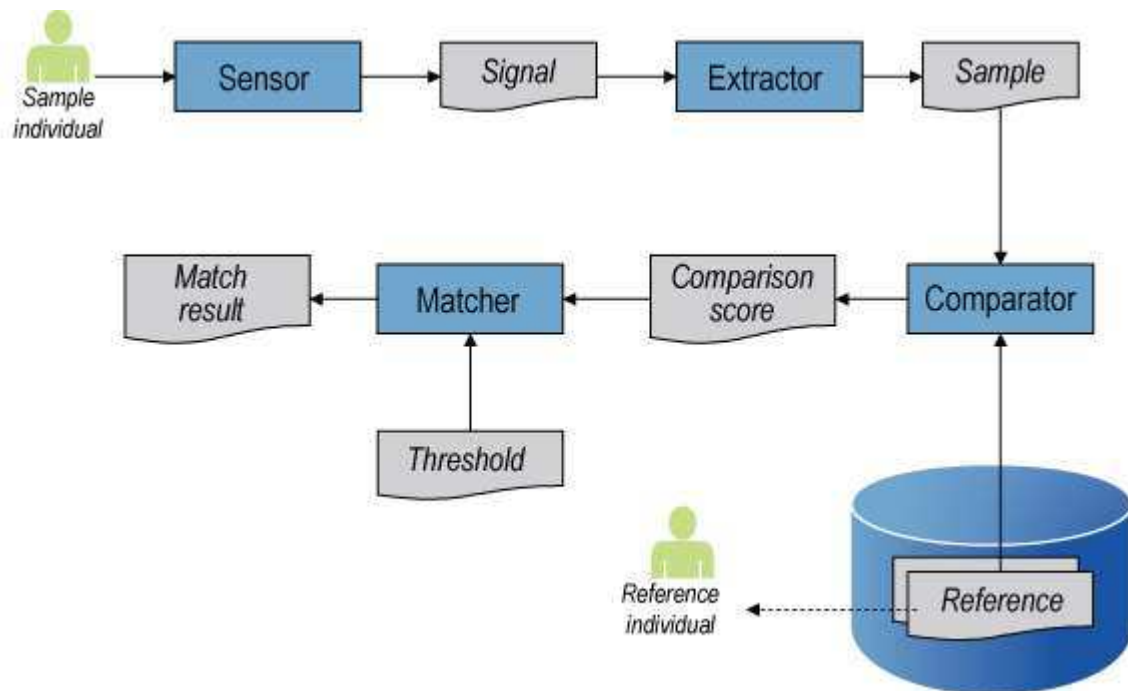 Sensor
Signal
Extractor
Sample
Sample
individual
Match
result
Matcher
Comparison
score
Comparator
Threshold
Reference
individual
Reference